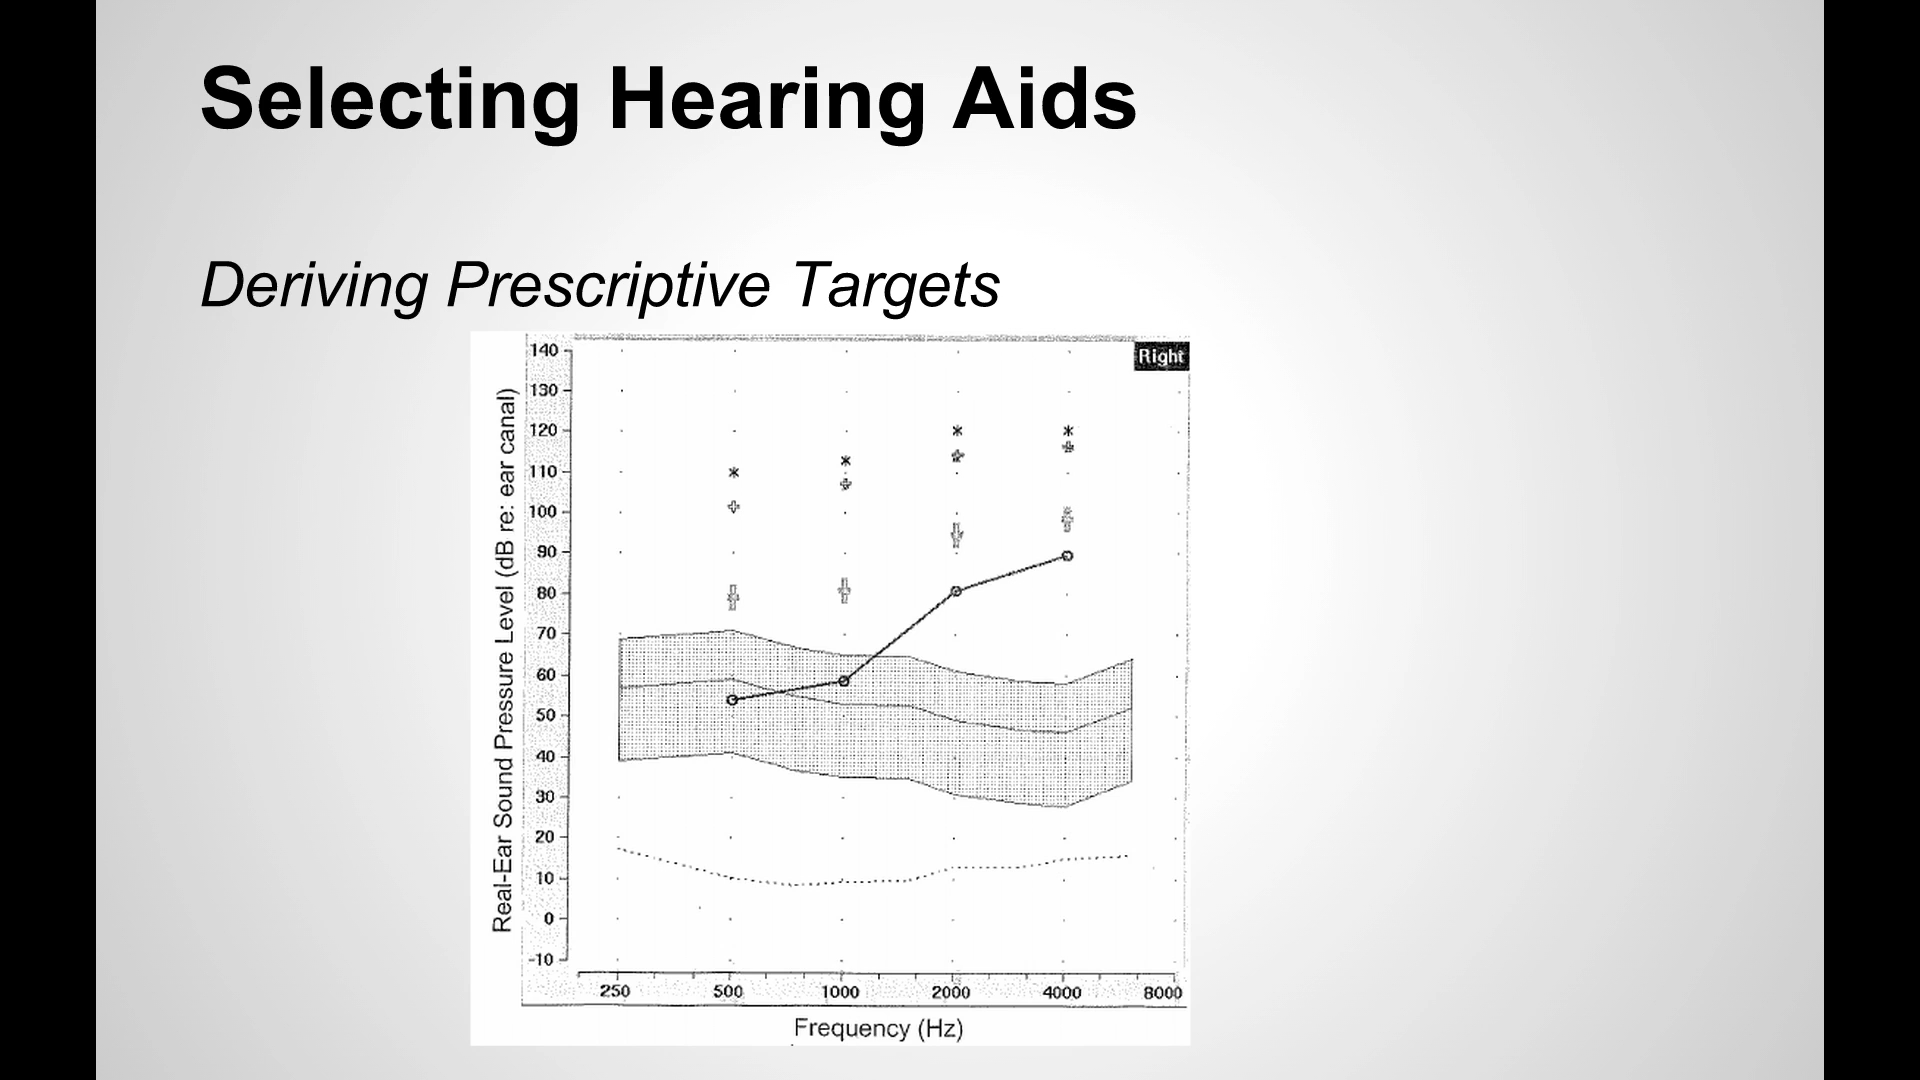 Selecting Hearing Aids
Deriving Prescriptive Targets
Right
Real-Ear Sound Pressure Level (dB re: ear canal)
140
130
120
110
100
90
80
70
60
50
40
30
20
10
0
-10
250 500 1000 2000 4000 8000
Frequency (Hz)